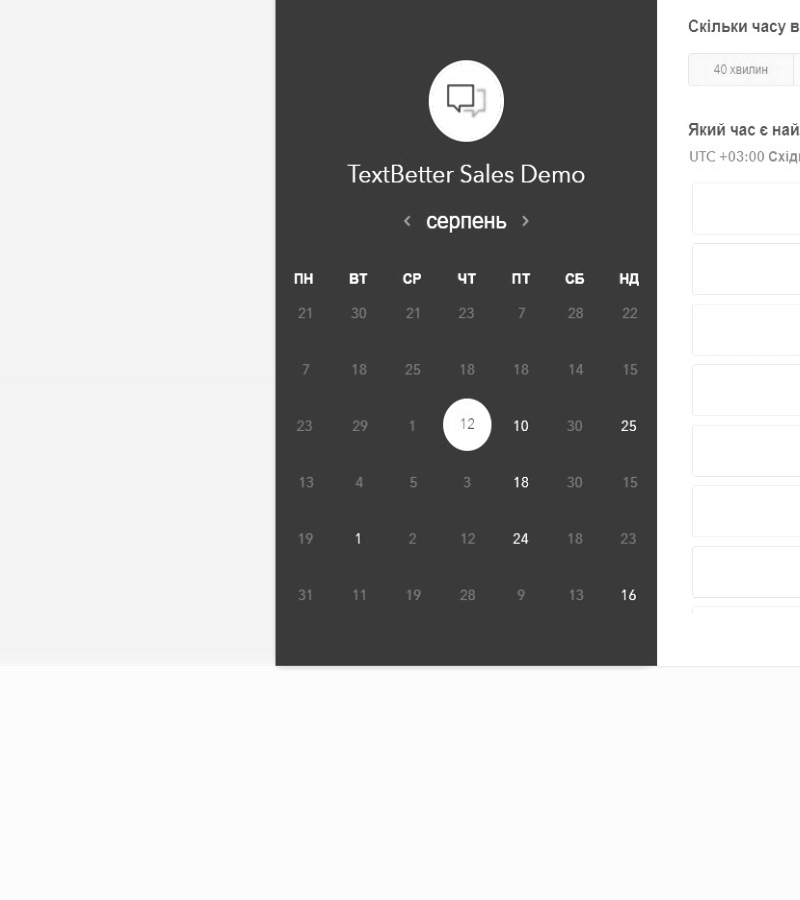 TextBetter Sales Demo
серпень
ПН ВТ СР ЧТ ПТ СБ НД
21 30 21 23 7 28 22
7 18 25 18 18 14 15
23 29 1 12 10 30 25
13 4 5 3 18 30 15
19 1 2 12 24 18 23
31 11 19 28 9 13 16
Скільки часу в
40 хвилин
Який час є най
UTC +03:00 Східн